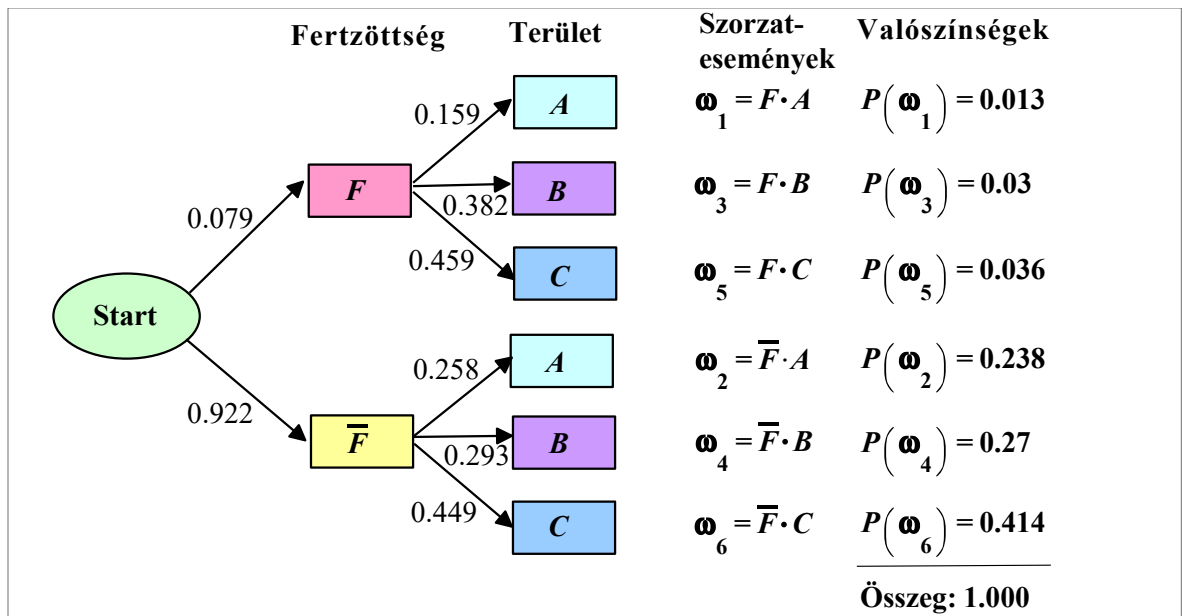 Fertzöttség Terület Szorzat- Valószínségek
események
0.159 A ω1 = F·A P(ω1) = 0.013
F B ω3 = F·B P(ω3) = 0.03
0.382
0.079
0.459 C ω5 = F·C P(ω5) = 0.036
Start
0.258 A ω2 = F̅·A P(ω2) = 0.238
0.922
F̅ B ω4 = F̅·B P(ω4) = 0.27
0.293
0.449 C ω6 = F̅·C P(ω6) = 0.414
Összeg: 1.000